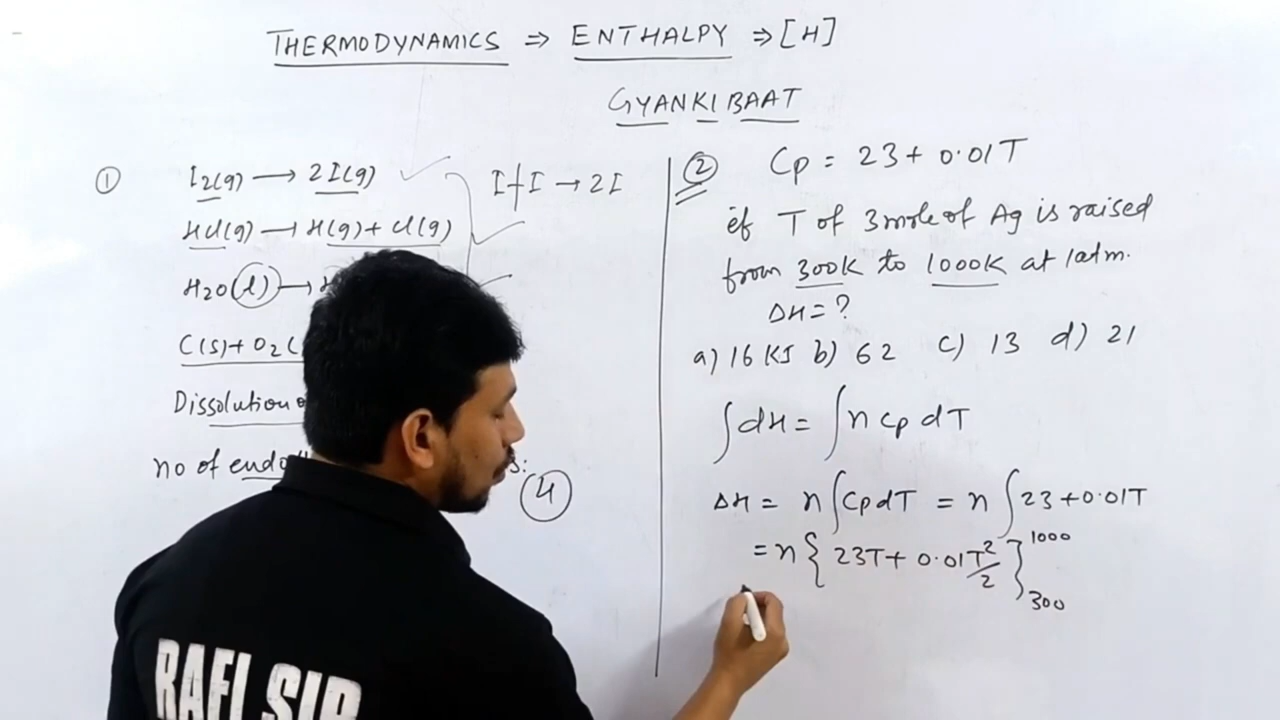 THERMODYNAMICS ⇒ ENTHALPY ⇒ [H]
GYANKIBAAT
① I2(g) → 2I(g) ✓ I+I → 2I
HCl(g) → H(g) + Cl(g) ✓
H2O(l) →
C(s) + O2(
Dissolution
no of
④
② Cp = 23 + 0.01T
if T of 3 mole of Ag is raised
from 300K to 1000K at 1atm.
ΔH = ?
a) 16 KJ b) 62 c) 13 d) 21
∫dH = ∫n Cp dT
ΔH = n∫CpdT = n∫23 + 0.01T
= n{23T + 0.01T²/2}
1000
300
RAFI SIR